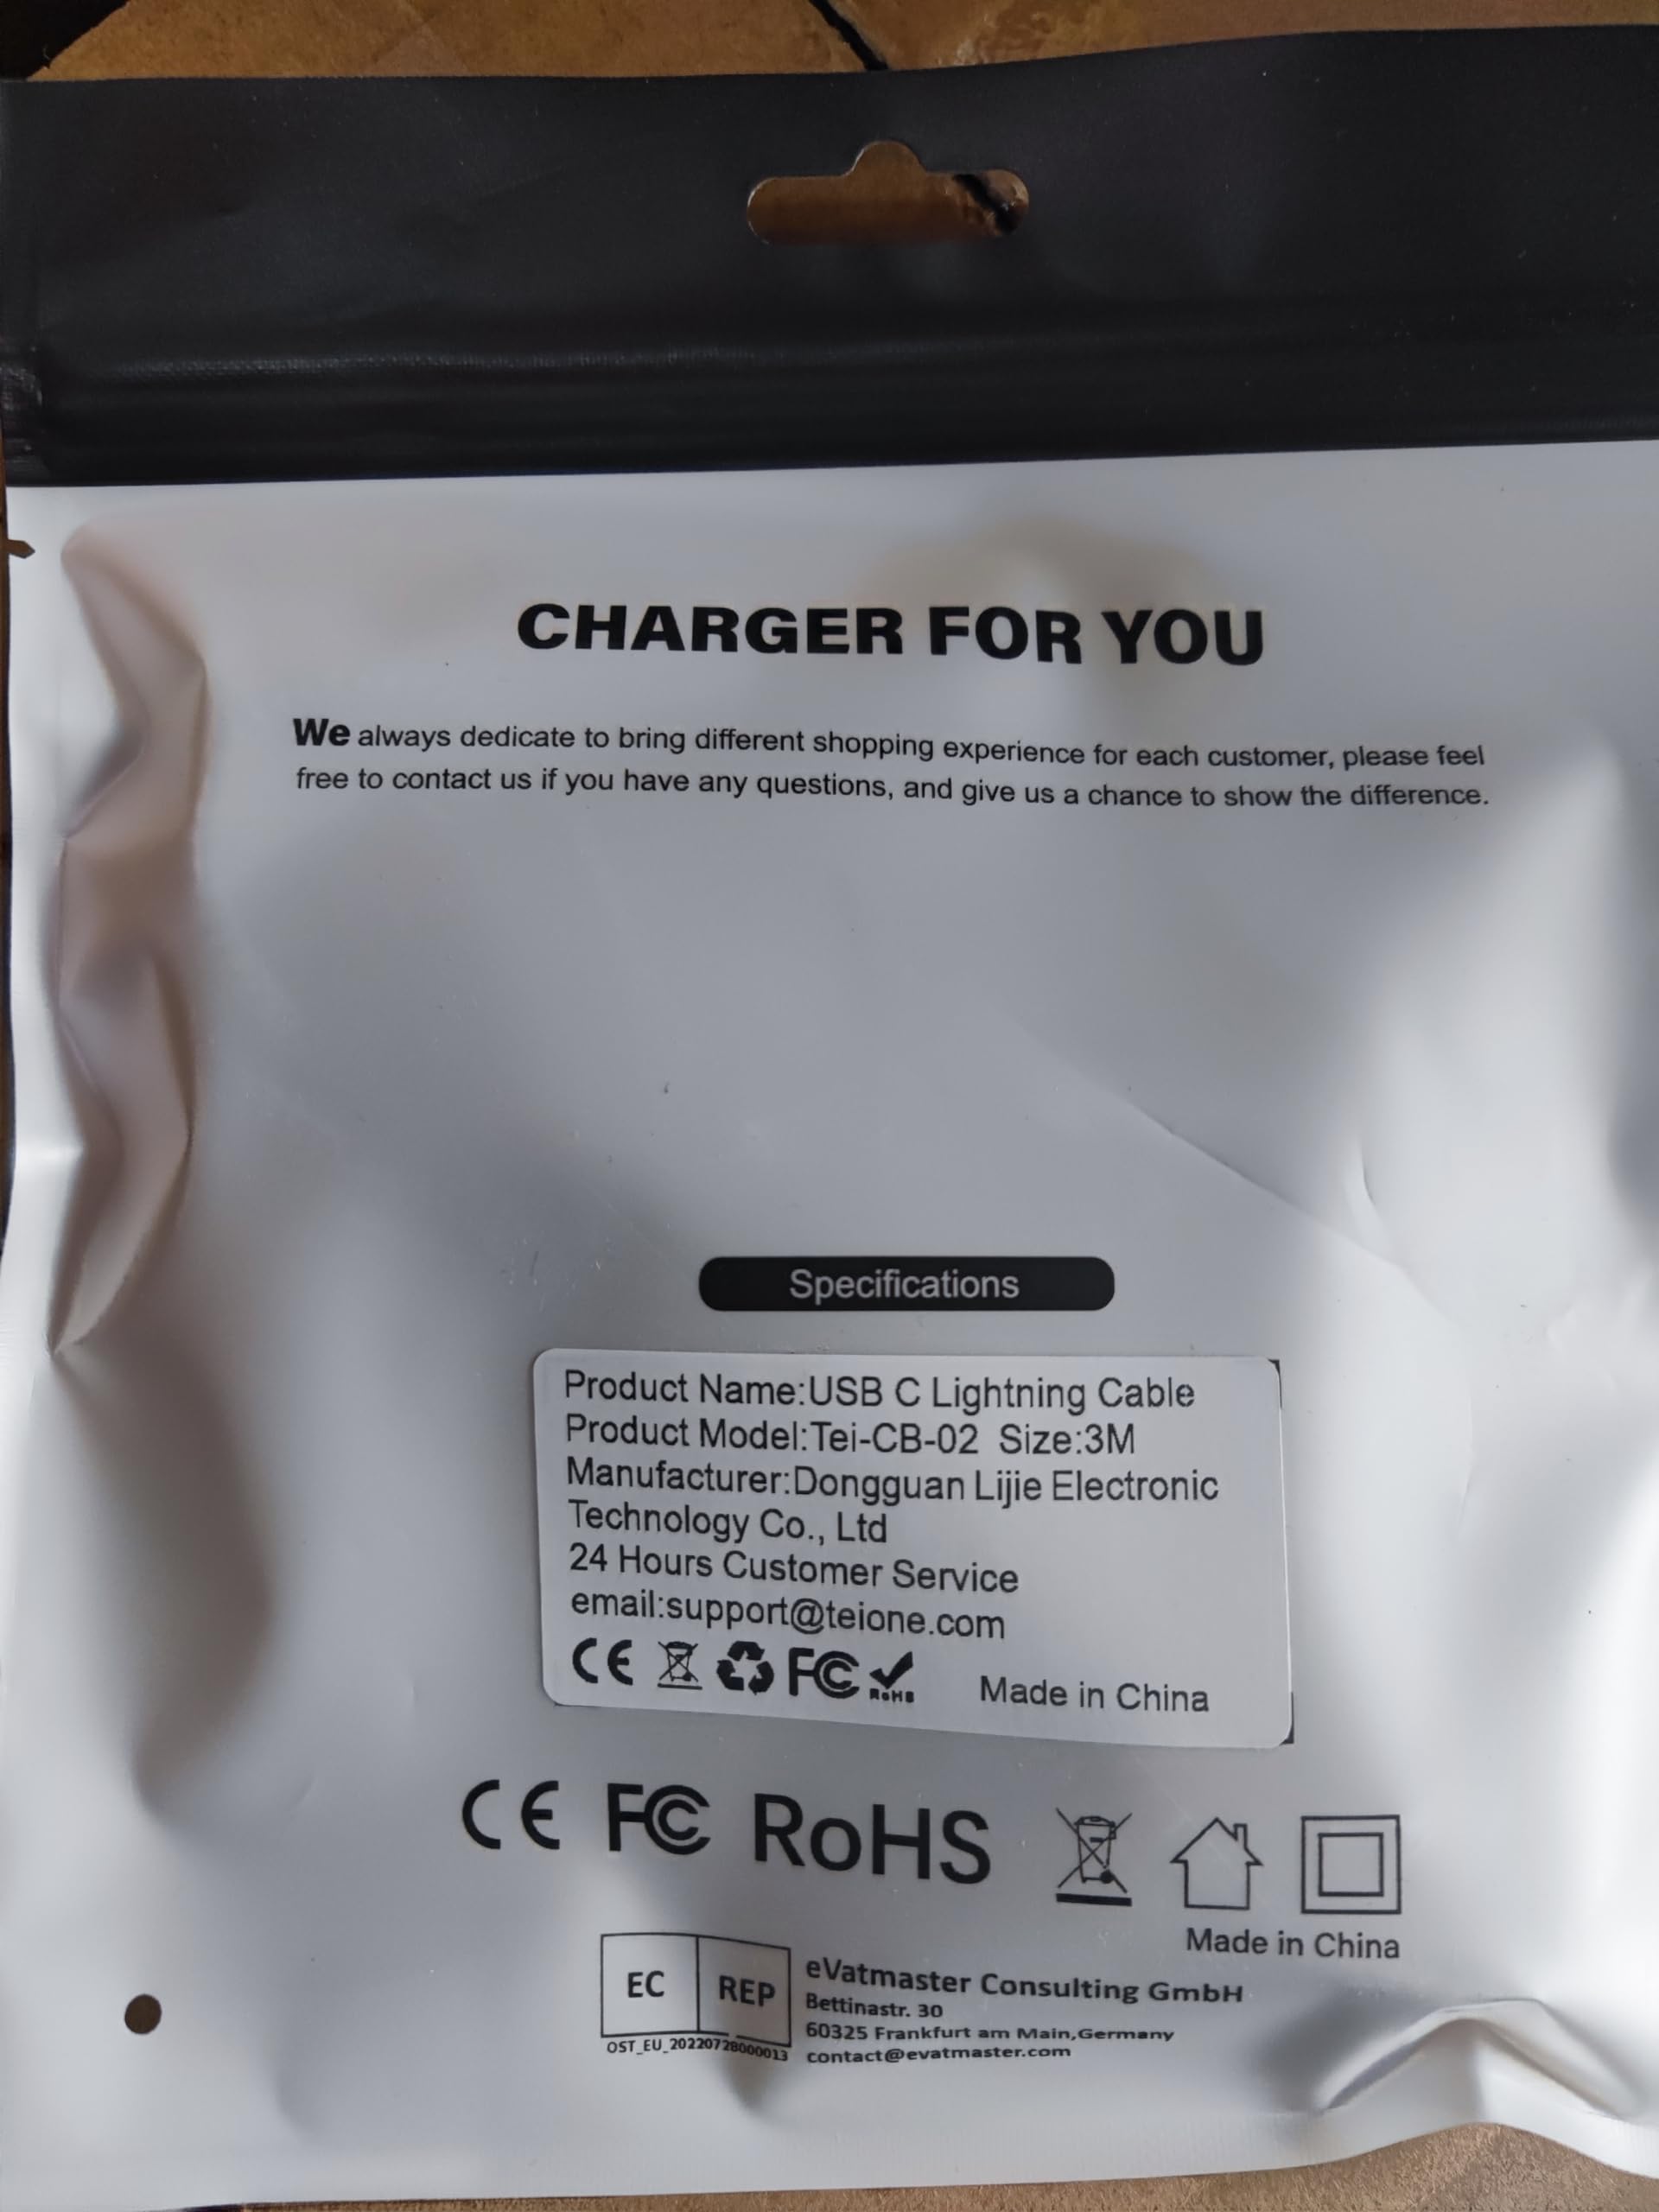 CHARGER FOR YOU
We always dedicate to bring different shopping experience for each customer, please feel
free to contact us if you have any questions, and give us a chance to show the difference.
Specifications
Product Name:USB C Lightning Cable
Product Model:Tei-CB-02 Size:3M
Manufacturer:Dongguan Lijie Electronic
Technology Co., Ltd
24 Hours Customer Service
email:support@teione.com
CE FC RoHS Made in China
CE FC RoHS
Made in China
EC REP
OST_EU_20220728000013
eVatmaster Consulting GmbH
Bettinastr. 30
60325 Frankfurt am Main,Germany
contact@evatmaster.com